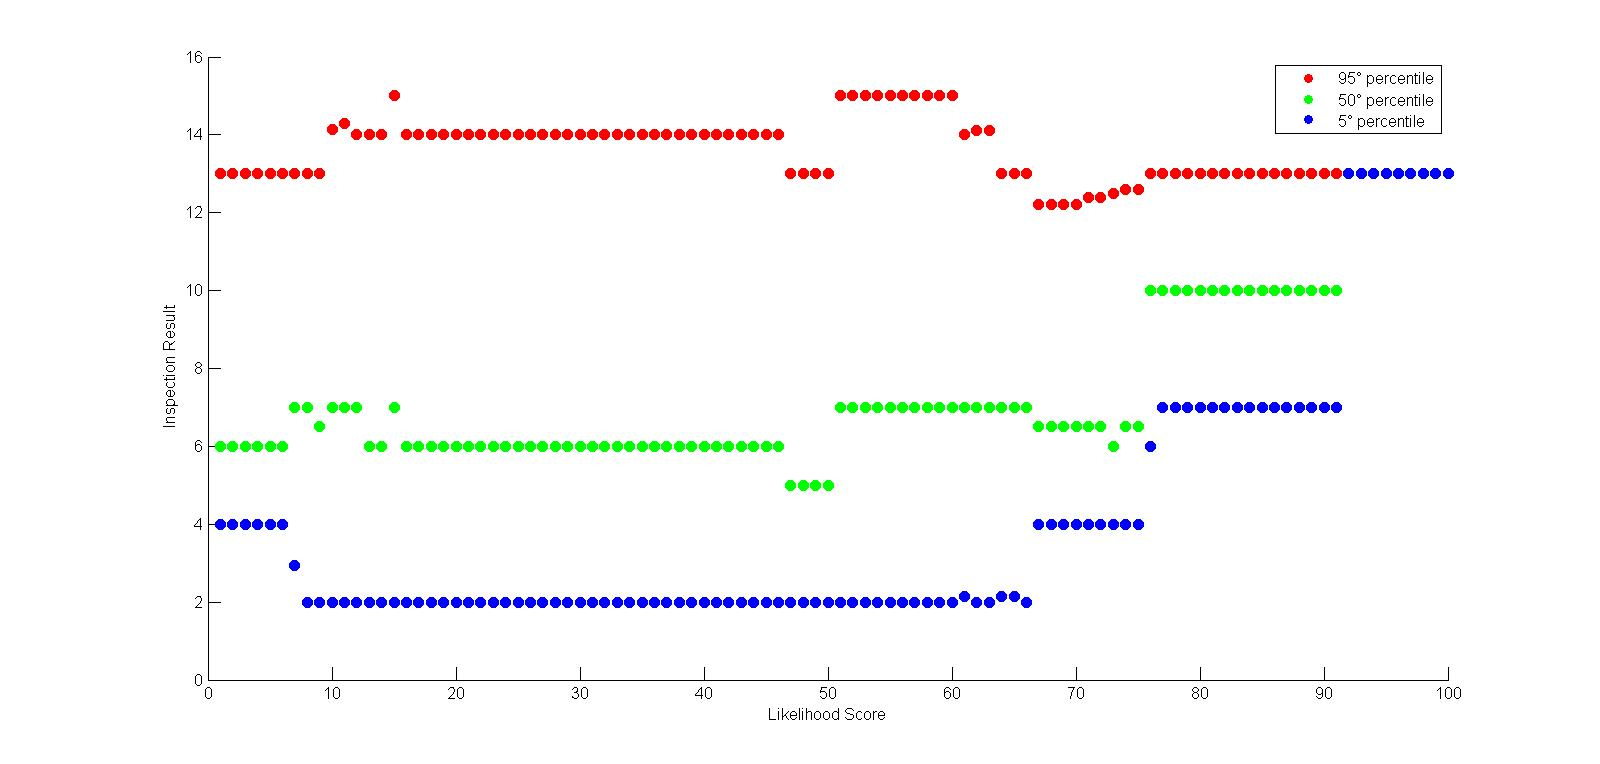 16
14
12
10
8
6
4
2
0
Inspection Result
0 10 20 30 40 50 60 70 80 90 100
Likelihood Score
95° percentile
50° percentile
5° percentile